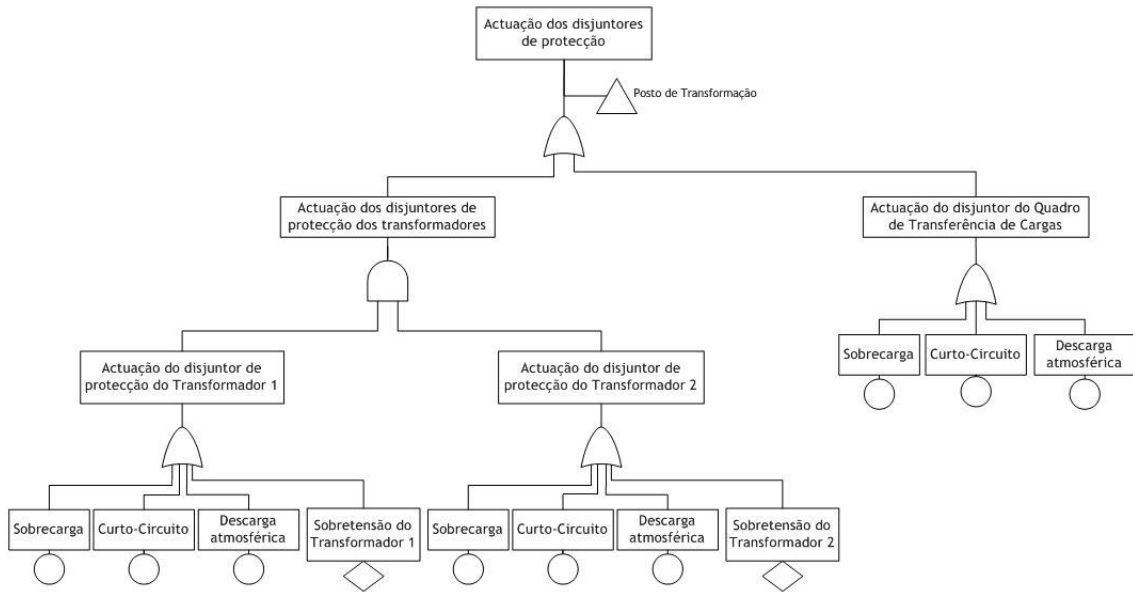 Actuação dos disjuntores
de protecção
Posto de Transformação
Actuação dos disjuntores de
protecção dos transformadores
Actuação do disjuntor do Quadro
de Transferência de Cargas
Sobrecarga
Curto-Circuito
Descarga
atmosférica
Actuação do disjuntor de
protecção do Transformador 1
Actuação do disjuntor de
protecção do Transformador 2
Sobrecarga
Curto-Circuito
Descarga
atmosférica
Sobretensão do
Transformador 1
Sobrecarga
Curto-Circuito
Descarga
atmosférica
Sobretensão do
Transformador 2